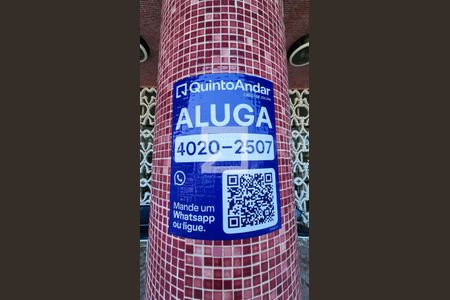 QuintoAndar
ALUGA
4020-2507
Mande um
Whatsapp
ou ligue.